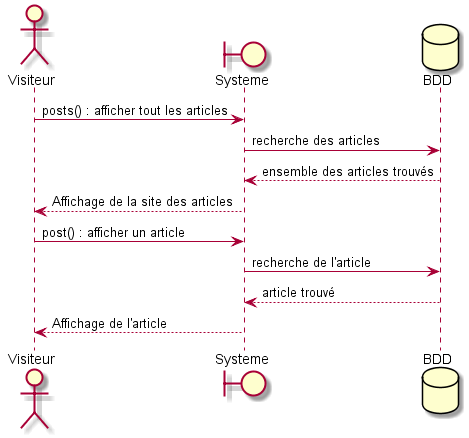 Visiteur
Systeme
BDD
posts() : afficher tout les articles
recherche des articles
ensemble des articles trouvés
Affichage de la site des articles
post() : afficher un article
recherche de l'article
article trouvé
Affichage de l'article
Visiteur
Systeme
BDD